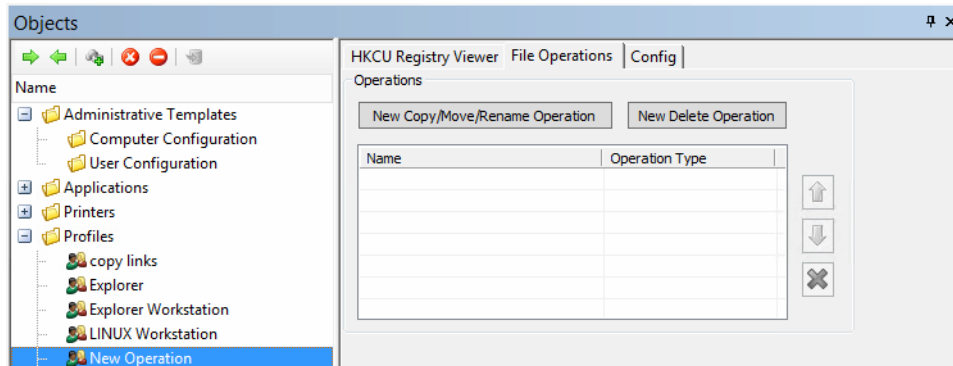 Objects
Name
Administrative Templates
Computer Configuration
User Configuration
Applications
Printers
Profiles
copy links
Explorer
Explorer Workstation
LINUX Workstation
New Operation
HKCU Registry Viewer File Operations Config
Operations
New Copy/Move/Rename Operation New Delete Operation
Name Operation Type